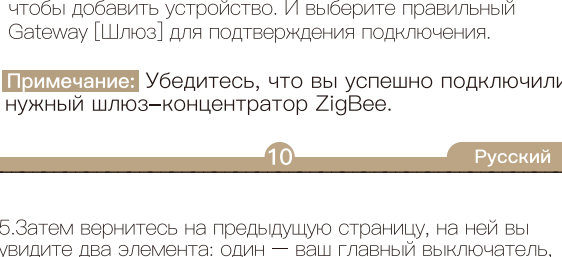 чтобы добавить устройство. И выберите правильный
Gateway [Шлюз] для подтверждения подключения.
Примечание: Убедитесь, что вы успешно подключили
нужный шлюз–концентратор ZigBee.
10
Русский
5.Затем вернитесь на предыдущую страницу, на ней вы
увидите два элемента: один — ваш главный выключатель,